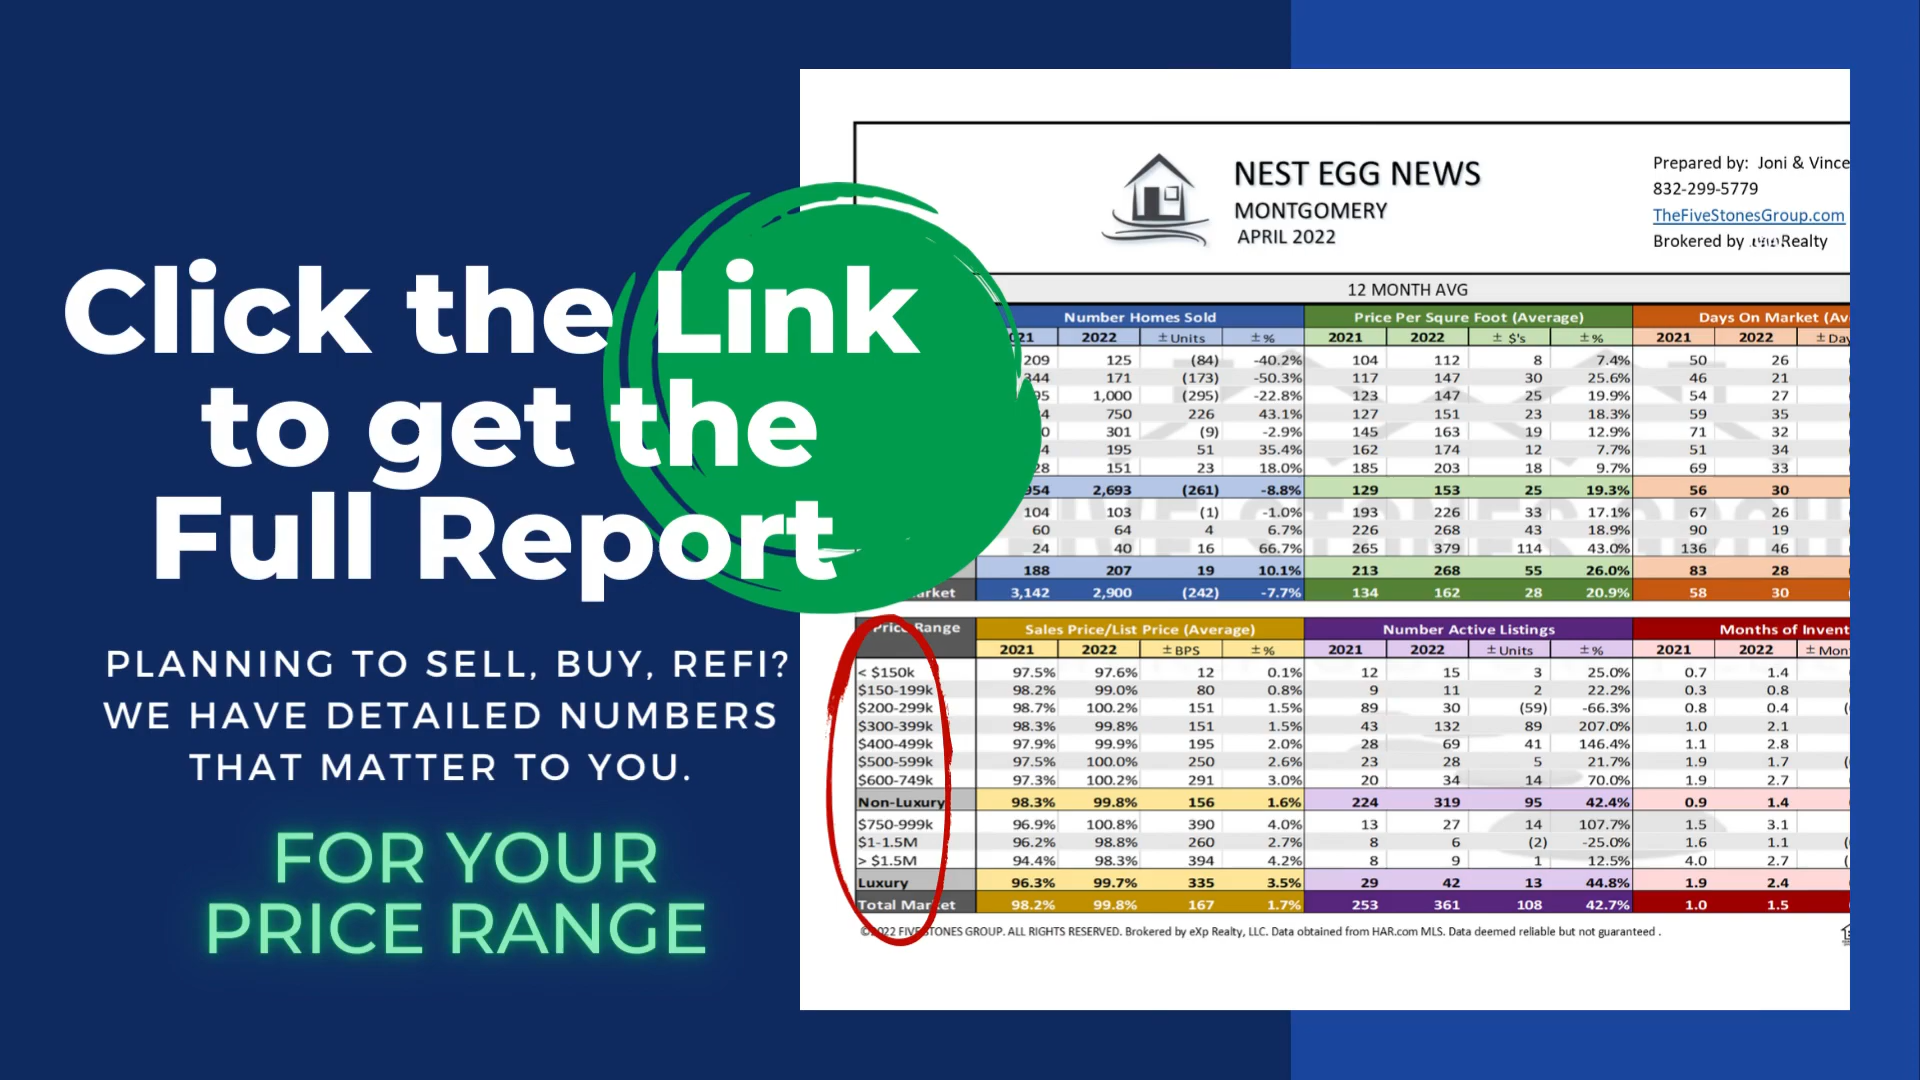 Click the Link
to get the
Full Report
PLANNING TO SELL, BUY, REFI?
WE HAVE DETAILED NUMBERS
THAT MATTER TO YOU.
FOR YOUR
PRICE RANGE
NEST EGG NEWS
MONTGOMERY
APRIL 2022
Prepared by: Joni & Vince
832-299-5779
TheFiveStonesGroup.com
Brokered by Realty
12 MONTH AVG
Number Homes Sold Price Per Squre Foot (Average) Days On Market
2022 ± Units ± % 2021 2022 ± $'s ± % 2021 2022
209 125 (84) -40.2% 104 112 8 7.4% 50 26
344 171 (173) -50.3% 117 147 30 25.6% 46 21
1,000 (295) -22.8% 123 147 25 19.9% 54 27
750 226 43.1% 127 151 23 18.3% 59 35
301 (9) -2.9% 145 163 19 12.9% 71 32
195 51 35.4% 162 174 12 7.7% 51 34
151 23 18.0% 185 203 18 9.7% 69 33
2,693 (261) -8.8% 129 153 25 19.3% 56 30
104 103 (1) -1.0% 193 226 33 17.1% 67 26
60 64 4 6.7% 226 268 43 18.9% 90 19
24 40 16 66.7% 265 379 114 43.0% 136 46
188 207 19 10.1% 213 268 55 26.0% 83 28
3,142 2,900 (242) -7.7% 134 162 28 20.9% 58 30
Price Range Sales Price/List Price (Average) Number Active Listings Months of
2021 2022 ± BPS ± % 2021 2022 ± Units ± % 2021 2022
< $150k 97.5% 97.6% 12 0.1% 12 15 3 25.0% 0.7 1.4
$150-199k 98.2% 99.0% 80 0.8% 9 11 2 22.2% 0.3 0.8
$200-299k 98.7% 100.2% 151 1.5% 89 30 (59) -66.3% 0.8 0.4
$300-399k 98.3% 99.8% 151 1.5% 43 132 89 207.0% 1.0 2.1
$400-499k 97.9% 99.9% 195 2.0% 28 69 41 146.4% 1.1 2.8
$500-599k 97.5% 100.0% 250 2.6% 23 28 5 21.7% 1.9 1.7
$600-749k 97.3% 100.2% 291 3.0% 20 34 14 70.0% 1.9 2.7
Non-Luxury 98.3% 99.8% 156 1.6% 224 319 95 42.4% 0.9 1.4
$750-999k 96.9% 100.8% 390 4.0% 13 27 14 107.7% 1.5 3.1
$1-1.5M 96.2% 98.8% 260 2.7% 8 6 (2) -25.0% 1.6 1.1
> $1.5M 94.4% 98.3% 394 4.2% 8 9 1 12.5% 4.0 2.7
Luxury 96.3% 99.7% 335 3.5% 29 42 13 44.8% 1.9 2.4
Total Market 98.2% 99.8% 167 1.7% 253 361 108 42.7% 1.0 1.5
©2022 FIVE STONES GROUP. ALL RIGHTS RESERVED. Brokered by eXp Realty, LLC. Data obtained from HAR.com MLS. Data deemed reliable but not guaranteed .